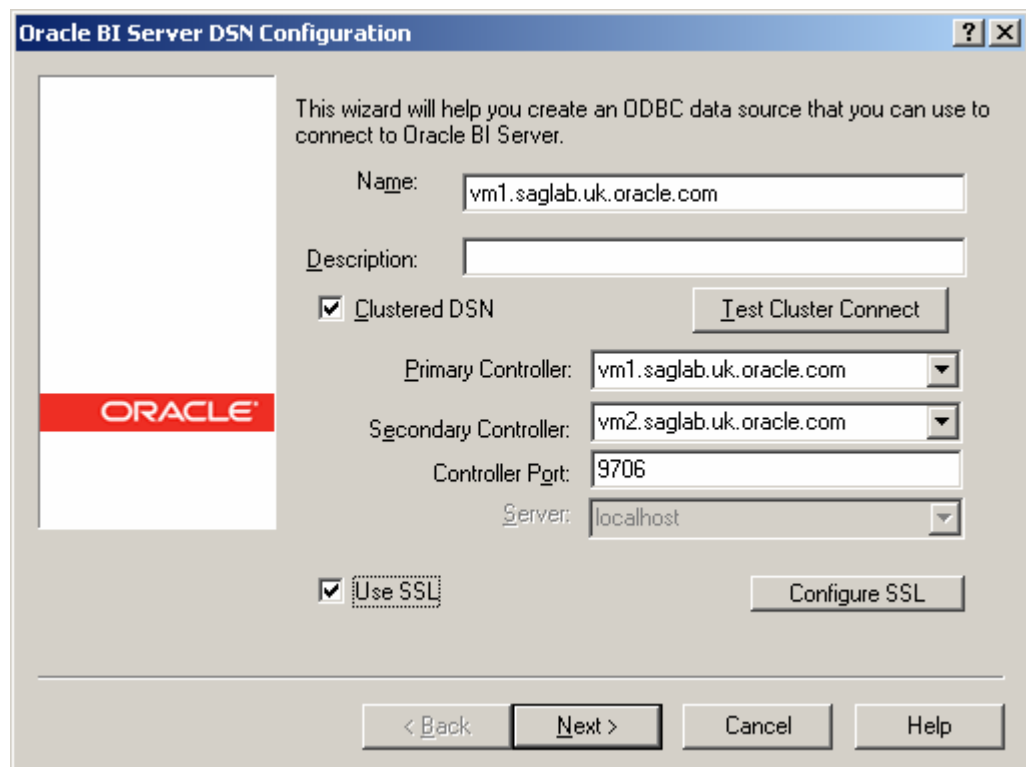 Oracle BI Server DSN Configuration
This wizard will help you create an ODBC data source that you can use to
connect to Oracle BI Server.
Name: vm1.saglab.uk.oracle.com
Description:
Clustered DSN Test Cluster Connect
Primary Controller: vm1.saglab.uk.oracle.com
ORACLE
Secondary Controller: vm2.saglab.uk.oracle.com
Controller Port: 9706
Server: localhost
Use SSL Configure SSL
< Back Next > Cancel Help